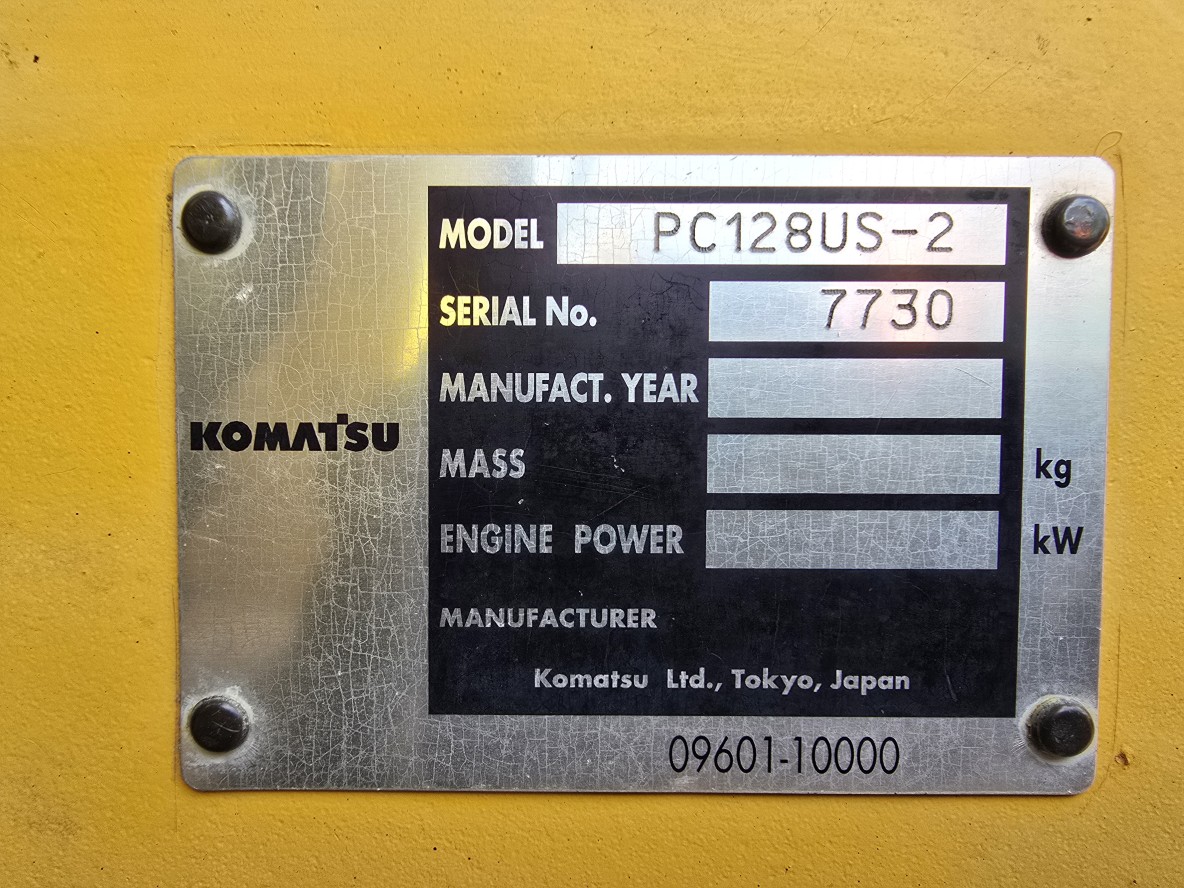 MODEL PC128US-2
SERIAL No. 7730
MANUFACT. YEAR
KOMATSU
MASS kg
ENGINE POWER kW
MANUFACTURER
Komatsu Ltd., Tokyo, Japan
09601-10000